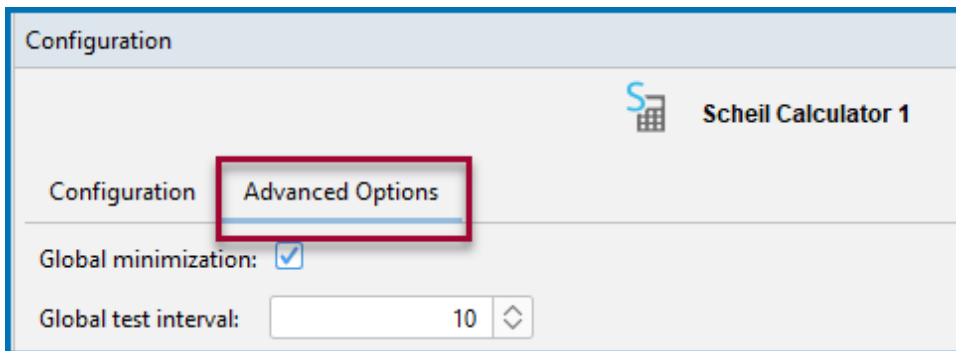 Configuration
Scheil Calculator 1
Configuration Advanced Options
Global minimization:
Global test interval: 10